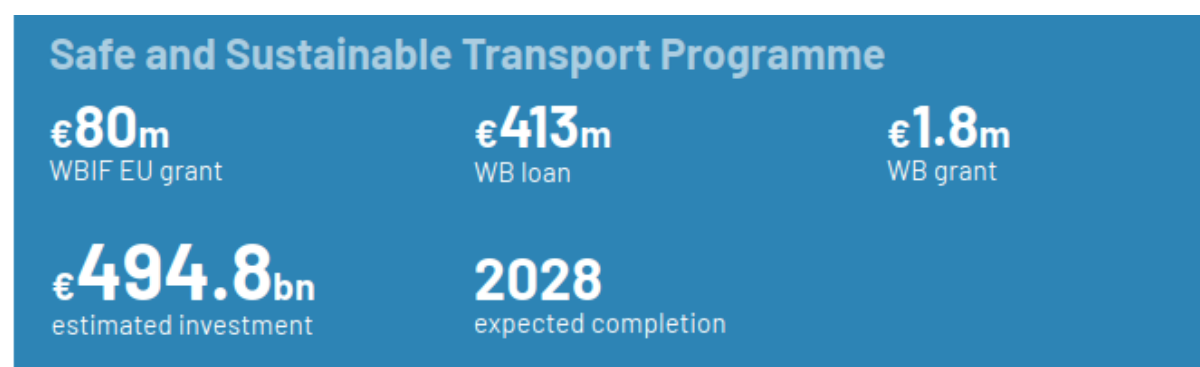 Safe and Sustainable Transport Programme
€80m €413m €1.8m
WBIF EU grant WB loan WB grant
€494.8bn 2028
estimated investment expected completion